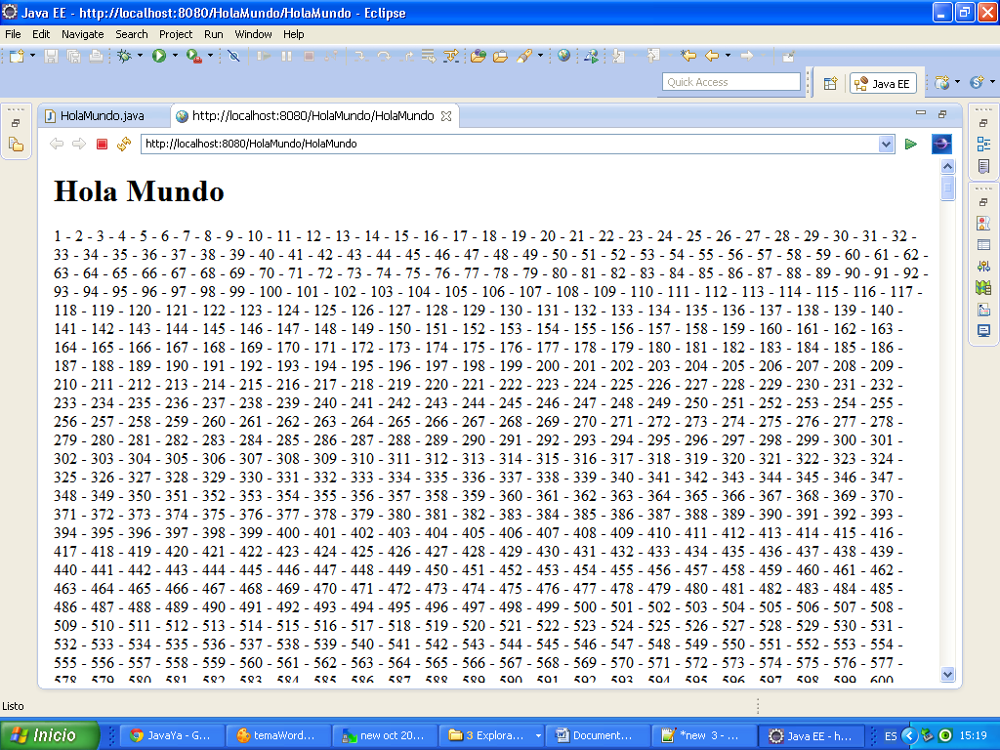 Java EE - http://localhost:8080/HolaMundo/HolaMundo - Eclipse
File Edit Navigate Search Project Run Window Help
Quick Access
Java EE
HolaMundo.java
http://localhost:8080/HolaMundo/HolaMundo
http://localhost:8080/HolaMundo/HolaMundo
Hola Mundo
1 - 2 - 3 - 4 - 5 - 6 - 7 - 8 - 9 - 10 - 11 - 12 - 13 - 14 - 15 - 16 - 17 - 18 - 19 - 20 - 21 - 22 - 23 - 24 - 25 - 26 - 27 - 28 - 29 - 30 - 31 - 32 -
33 - 34 - 35 - 36 - 37 - 38 - 39 - 40 - 41 - 42 - 43 - 44 - 45 - 46 - 47 - 48 - 49 - 50 - 51 - 52 - 53 - 54 - 55 - 56 - 57 - 58 - 59 - 60 - 61 - 62 -
63 - 64 - 65 - 66 - 67 - 68 - 69 - 70 - 71 - 72 - 73 - 74 - 75 - 76 - 77 - 78 - 79 - 80 - 81 - 82 - 83 - 84 - 85 - 86 - 87 - 88 - 89 - 90 - 91 - 92 -
93 - 94 - 95 - 96 - 97 - 98 - 99 - 100 - 101 - 102 - 103 - 104 - 105 - 106 - 107 - 108 - 109 - 110 - 111 - 112 - 113 - 114 - 115 - 116 - 117 -
118 - 119 - 120 - 121 - 122 - 123 - 124 - 125 - 126 - 127 - 128 - 129 - 130 - 131 - 132 - 133 - 134 - 135 - 136 - 137 - 138 - 139 - 140 -
141 - 142 - 143 - 144 - 145 - 146 - 147 - 148 - 149 - 150 - 151 - 152 - 153 - 154 - 155 - 156 - 157 - 158 - 159 - 160 - 161 - 162 - 163 -
164 - 165 - 166 - 167 - 168 - 169 - 170 - 171 - 172 - 173 - 174 - 175 - 176 - 177 - 178 - 179 - 180 - 181 - 182 - 183 - 184 - 185 - 186 -
187 - 188 - 189 - 190 - 191 - 192 - 193 - 194 - 195 - 196 - 197 - 198 - 199 - 200 - 201 - 202 - 203 - 204 - 205 - 206 - 207 - 208 - 209 -
210 - 211 - 212 - 213 - 214 - 215 - 216 - 217 - 218 - 219 - 220 - 221 - 222 - 223 - 224 - 225 - 226 - 227 - 228 - 229 - 230 - 231 - 232 -
233 - 234 - 235 - 236 - 237 - 238 - 239 - 240 - 241 - 242 - 243 - 244 - 245 - 246 - 247 - 248 - 249 - 250 - 251 - 252 - 253 - 254 - 255 -
256 - 257 - 258 - 259 - 260 - 261 - 262 - 263 - 264 - 265 - 266 - 267 - 268 - 269 - 270 - 271 - 272 - 273 - 274 - 275 - 276 - 277 - 278 -
279 - 280 - 281 - 282 - 283 - 284 - 285 - 286 - 287 - 288 - 289 - 290 - 291 - 292 - 293 - 294 - 295 - 296 - 297 - 298 - 299 - 300 - 301 -
302 - 303 - 304 - 305 - 306 - 307 - 308 - 309 - 310 - 311 - 312 - 313 - 314 - 315 - 316 - 317 - 318 - 319 - 320 - 321 - 322 - 323 - 324 -
325 - 326 - 327 - 328 - 329 - 330 - 331 - 332 - 333 - 334 - 335 - 336 - 337 - 338 - 339 - 340 - 341 - 342 - 343 - 344 - 345 - 346 - 347 -
348 - 349 - 350 - 351 - 352 - 353 - 354 - 355 - 356 - 357 - 358 - 359 - 360 - 361 - 362 - 363 - 364 - 365 - 366 - 367 - 368 - 369 - 370 -
371 - 372 - 373 - 374 - 375 - 376 - 377 - 378 - 379 - 380 - 381 - 382 - 383 - 384 - 385 - 386 - 387 - 388 - 389 - 390 - 391 - 392 - 393 -
394 - 395 - 396 - 397 - 398 - 399 - 400 - 401 - 402 - 403 - 404 - 405 - 406 - 407 - 408 - 409 - 410 - 411 - 412 - 413 - 414 - 415 - 416 -
417 - 418 - 419 - 420 - 421 - 422 - 423 - 424 - 425 - 426 - 427 - 428 - 429 - 430 - 431 - 432 - 433 - 434 - 435 - 436 - 437 - 438 - 439 -
440 - 441 - 442 - 443 - 444 - 445 - 446 - 447 - 448 - 449 - 450 - 451 - 452 - 453 - 454 - 455 - 456 - 457 - 458 - 459 - 460 - 461 - 462 -
463 - 464 - 465 - 466 - 467 - 468 - 469 - 470 - 471 - 472 - 473 - 474 - 475 - 476 - 477 - 478 - 479 - 480 - 481 - 482 - 483 - 484 - 485 -
486 - 487 - 488 - 489 - 490 - 491 - 492 - 493 - 494 - 495 - 496 - 497 - 498 - 499 - 500 - 501 - 502 - 503 - 504 - 505 - 506 - 507 - 508 -
509 - 510 - 511 - 512 - 513 - 514 - 515 - 516 - 517 - 518 - 519 - 520 - 521 - 522 - 523 - 524 - 525 - 526 - 527 - 528 - 529 - 530 - 531 -
532 - 533 - 534 - 535 - 536 - 537 - 538 - 539 - 540 - 541 - 542 - 543 - 544 - 545 - 546 - 547 - 548 - 549 - 550 - 551 - 552 - 553 - 554 -
555 - 556 - 557 - 558 - 559 - 560 - 561 - 562 - 563 - 564 - 565 - 566 - 567 - 568 - 569 - 570 - 571 - 572 - 573 - 574 - 575 - 576 - 577 -
578 579 580 581 582 583 584 585 586 587 588 589 590 591 592 593 594 595 596 597 598 599 600
Listo
Inicio JavaYa - G... temaWord... new oct 20... 3 Explora... Document... *new 3 - ... Java EE - h... ES 15:19